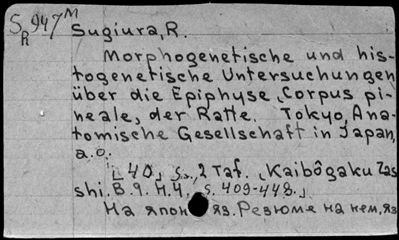 S 947 M
R
Sugiura, R.
Morphogenetische und his-
togenetische Untersuchungen
über die Epiphyse, Corpus pi-
neale, der Ratte. Tokyo, Ana-
tomische Gesellschaft in Japan,
a.o.
[40] S., 2 Taf. „Kaibôgaku Zas-
shi. B. 9. H. 4, S. 409-448."
На япон. яз. Резюме на нем. яз